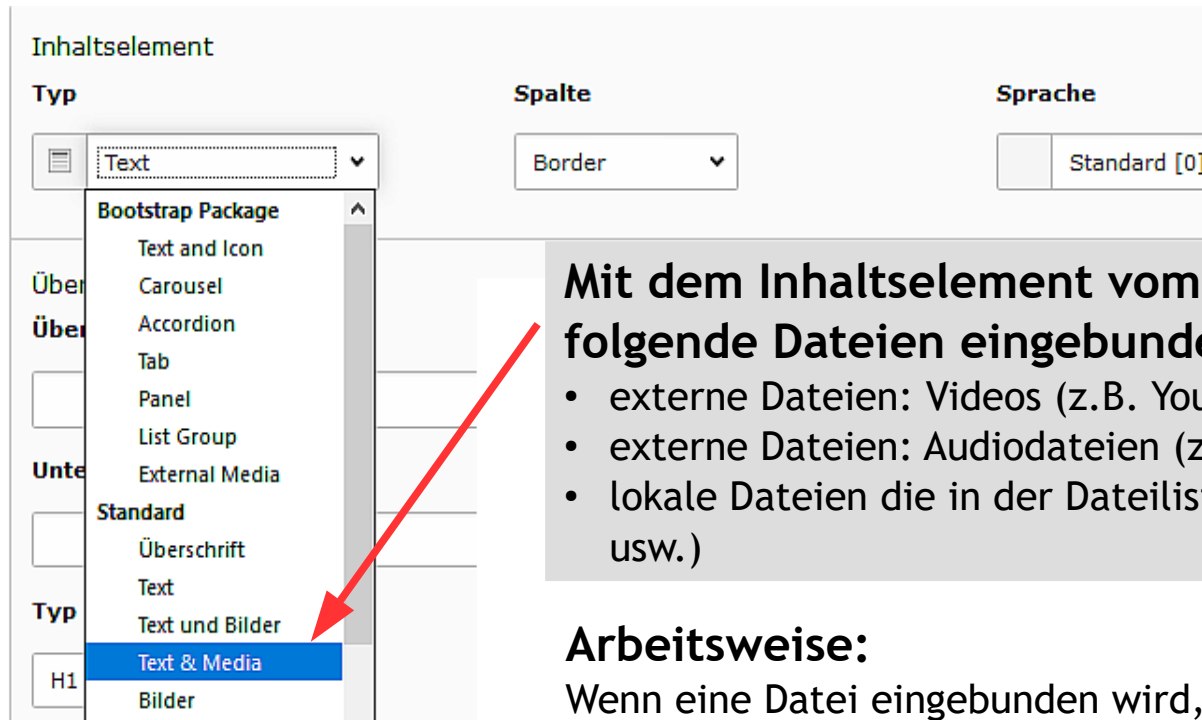 Inhaltselement
Typ
Spalte
Sprache
Text
Border
Standard [0]
Bootstrap Package
Text and Icon
Carousel
Accordion
Tab
Panel
List Group
External Media
Standard
Überschrift
Text
Text und Bilder
Text & Media
Bilder
Über
Über
Unte
Typ
H1
Mit dem Inhaltselement vom
folgende Dateien eingebunde
• externe Dateien: Videos (z.B. You
• externe Dateien: Audiodateien (z
• lokale Dateien die in der Dateilis
usw.)
Arbeitsweise:
Wenn eine Datei eingebunden wird,